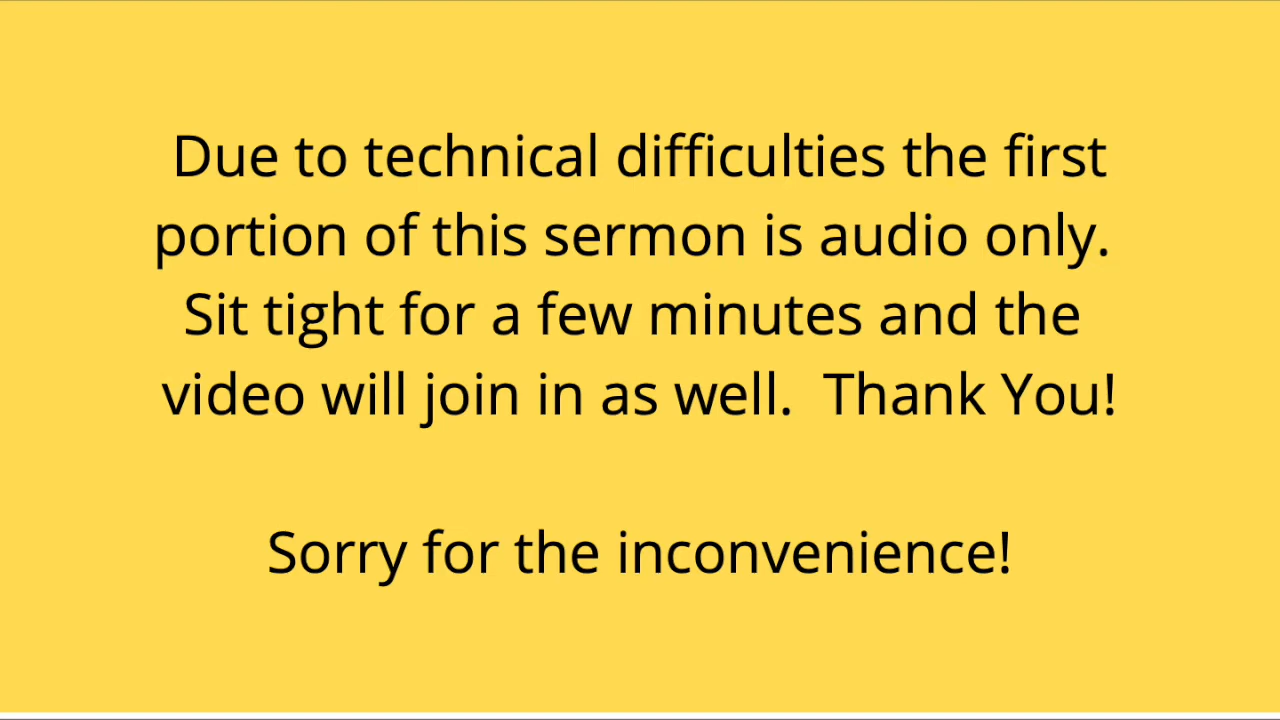 Due to technical difficulties the first
portion of this sermon is audio only.
Sit tight for a few minutes and the
video will join in as well.  Thank You!
Sorry for the inconvenience!